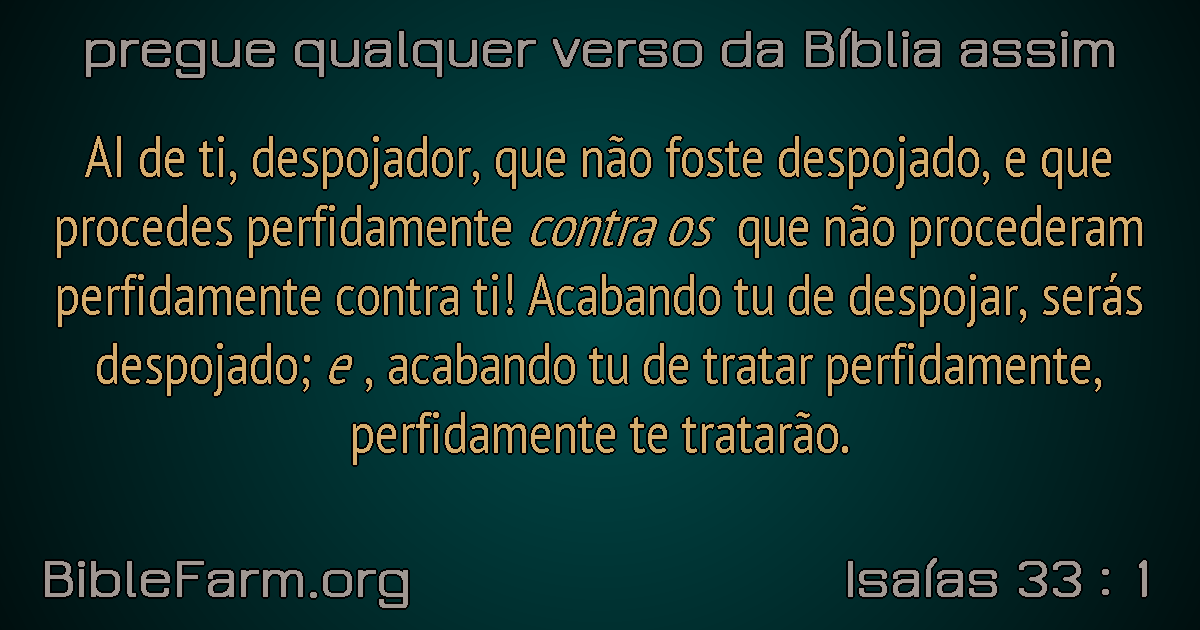 pregue qualquer verso da Bíblia assim
AI de ti, despojador, que não foste despojado, e que
procedes perfidamente contra os que não procederam
perfidamente contra ti! Acabando tu de despojar, serás
despojado; e , acabando tu de tratar perfidamente,
perfidamente te tratarão.
BibleFarm.org
Isaías 33 : 1